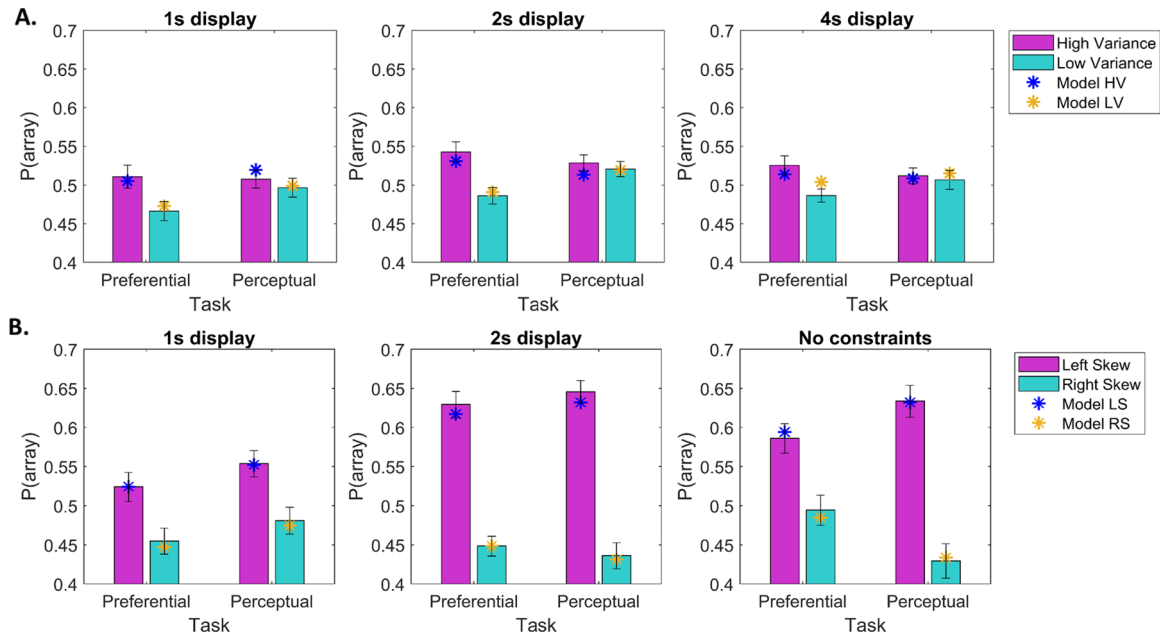 A.
1s display
2s display
4s display
P(array)
0.7
0.65
0.6
0.55
0.5
0.45
0.4
Preferential
Perceptual
Task
P(array)
0.7
0.65
0.6
0.55
0.5
0.45
0.4
Preferential
Perceptual
Task
P(array)
0.7
0.65
0.6
0.55
0.5
0.45
0.4
Preferential
Perceptual
Task
High Variance
Low Variance
Model HV
Model LV
B.
1s display
2s display
No constraints
P(array)
0.7
0.65
0.6
0.55
0.5
0.45
0.4
Preferential
Perceptual
Task
P(array)
0.7
0.65
0.6
0.55
0.5
0.45
0.4
Preferential
Perceptual
Task
P(array)
0.7
0.65
0.6
0.55
0.5
0.45
0.4
Preferential
Perceptual
Task
Left Skew
Right Skew
Model LS
Model RS